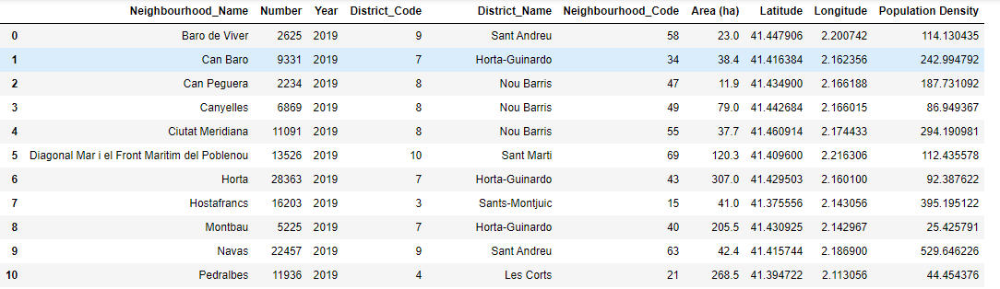 Neighbourhood_Name Number Year District_Code District_Name Neighbourhood_Code Area (ha) Latitude Longitude Population Density
0 Baro de Viver 2625 2019 9 Sant Andreu 58 23.0 41.447906 2.200742 114.130435
1 Can Baro 9331 2019 7 Horta-Guinardo 34 38.4 41.416384 2.162356 242.994792
2 Can Peguera 2234 2019 8 Nou Barris 47 11.9 41.434900 2.166188 187.731092
3 Canyelles 6869 2019 8 Nou Barris 49 79.0 41.442684 2.166015 86.949367
4 Ciutat Meridiana 11091 2019 8 Nou Barris 55 37.7 41.460914 2.174433 294.190981
5 Diagonal Mar i el Front Maritim del Poblenou 13526 2019 10 Sant Marti 69 120.3 41.409600 2.216306 112.435578
6 Horta 28363 2019 7 Horta-Guinardo 43 307.0 41.429503 2.160100 92.387622
7 Hostafrancs 16203 2019 3 Sants-Montjuic 15 41.0 41.375556 2.143056 395.195122
8 Montbau 5225 2019 7 Horta-Guinardo 40 205.5 41.430925 2.142967 25.425791
9 Navas 22457 2019 9 Sant Andreu 63 42.4 41.415744 2.186900 529.646226
10 Pedralbes 11936 2019 4 Les Corts 21 268.5 41.394722 2.113056 44.454376